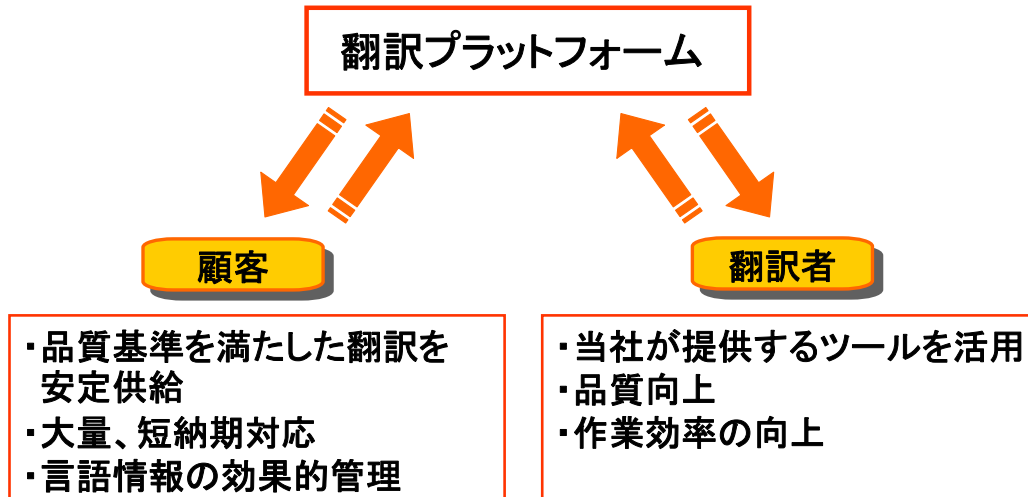 翻訳プラットフォーム
顧客
翻訳者
・品質基準を満たした翻訳を
安定供給
・大量、短納期対応
・言語情報の効果的管理
・当社が提供するツールを活用
・品質向上
・作業効率の向上